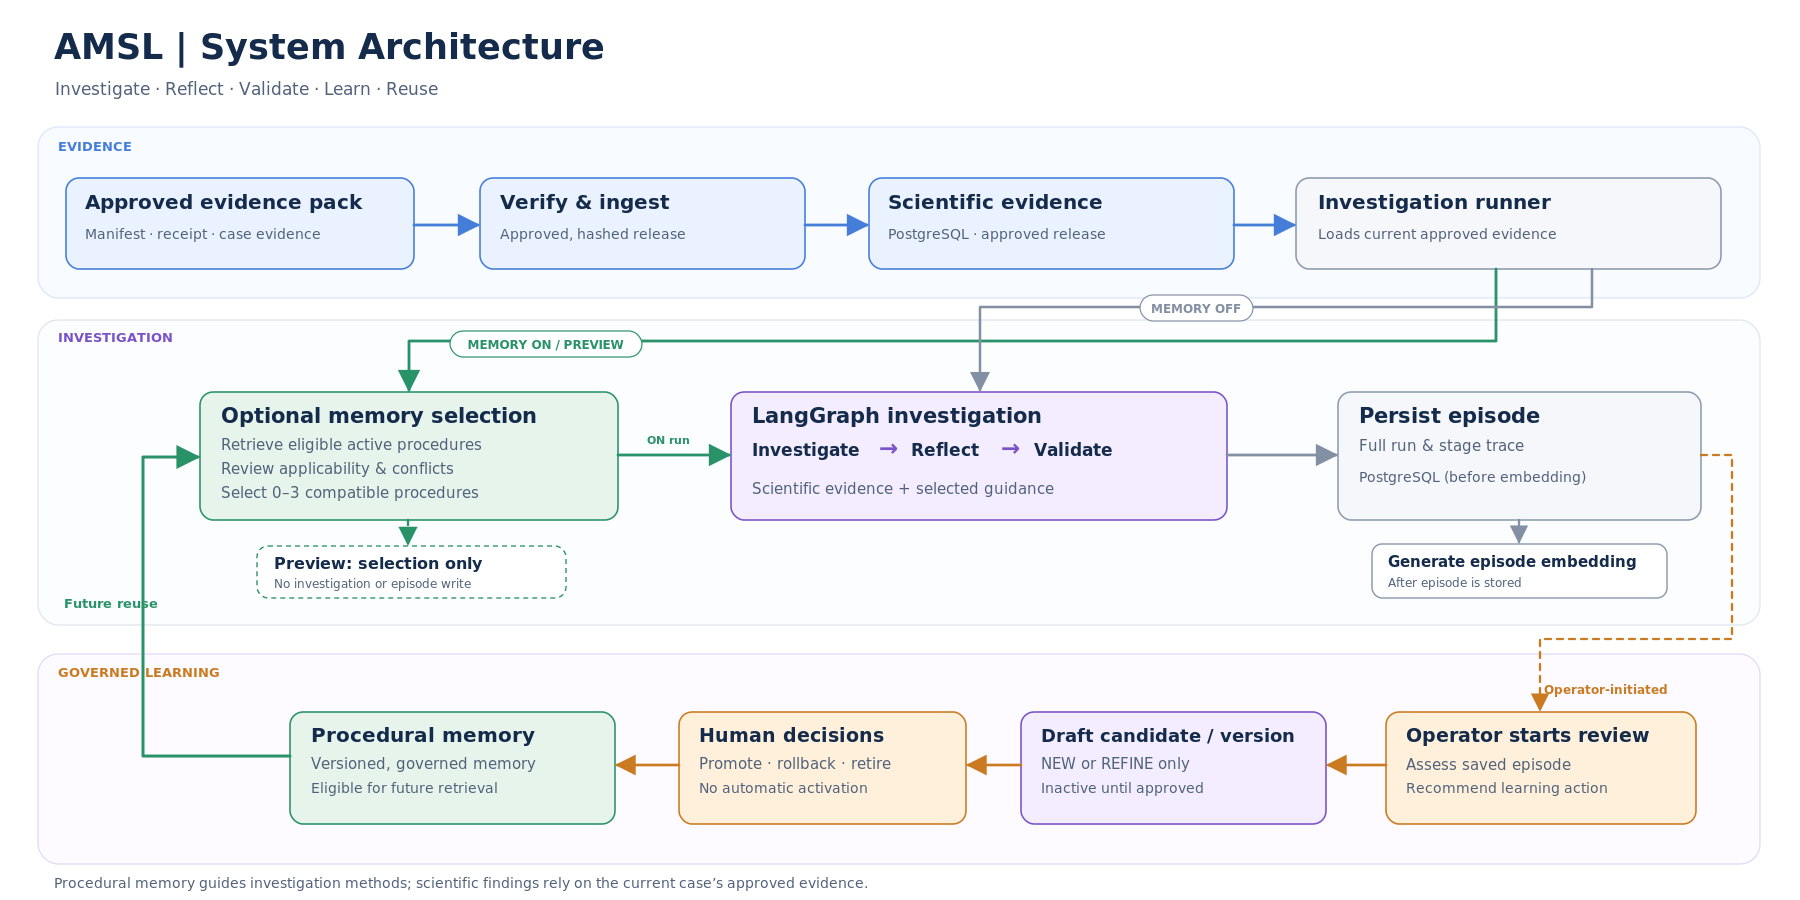 AMSL | System Architecture
Investigate · Reflect · Validate · Learn · Reuse
EVIDENCE
Approved evidence pack
Manifest · receipt · case evidence
Verify & ingest
Approved, hashed release
Scientific evidence
PostgreSQL · approved release
Investigation runner
Loads current approved evidence
MEMORY OFF
INVESTIGATION
MEMORY ON / PREVIEW
Optional memory selection
Retrieve eligible active procedures
Review applicability & conflicts
Select 0–3 compatible procedures
ON run
LangGraph investigation
Investigate → Reflect → Validate
Scientific evidence + selected guidance
Persist episode
Full run & stage trace
PostgreSQL (before embedding)
Preview: selection only
No investigation or episode write
Generate episode embedding
After episode is stored
Future reuse
GOVERNED LEARNING
Operator-initiated
Procedural memory
Versioned, governed memory
Eligible for future retrieval
Human decisions
Promote · rollback · retire
No automatic activation
Draft candidate / version
NEW or REFINE only
Inactive until approved
Operator starts review
Assess saved episode
Recommend learning action
Procedural memory guides investigation methods; scientific findings rely on the current case’s approved evidence.